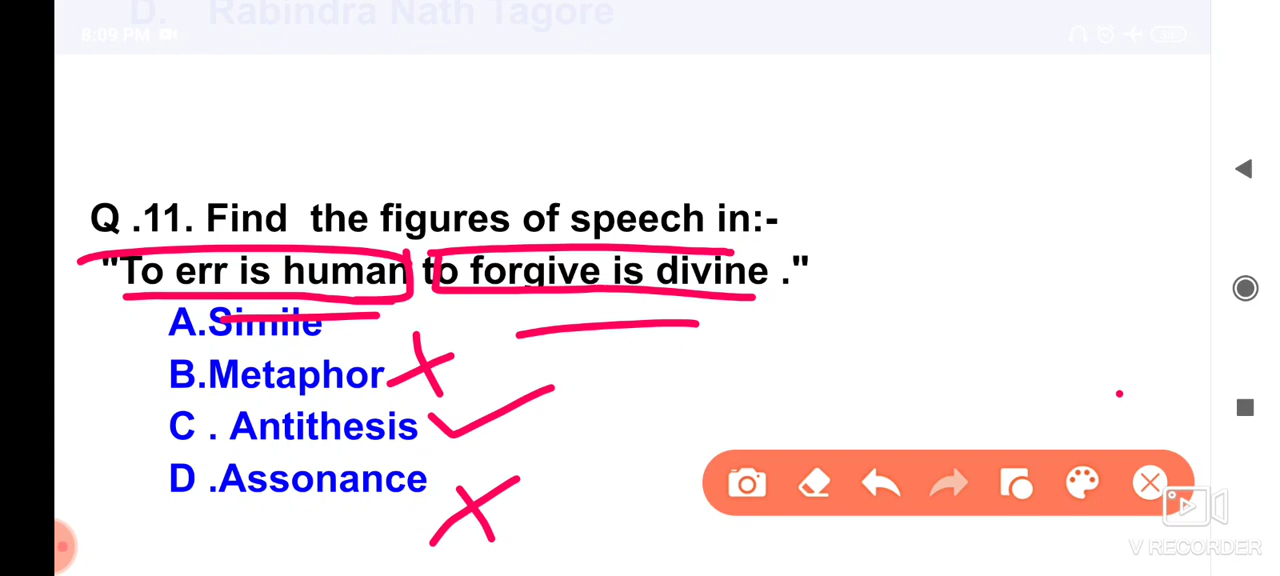 D. Rabindra Nath Tagore
8:09 PM
Q .11. Find the figures of speech in:-
"To err is human to forgive is divine ."
A.Simile
B.Metaphor
C . Antithesis
D .Assonance
V RECORDER